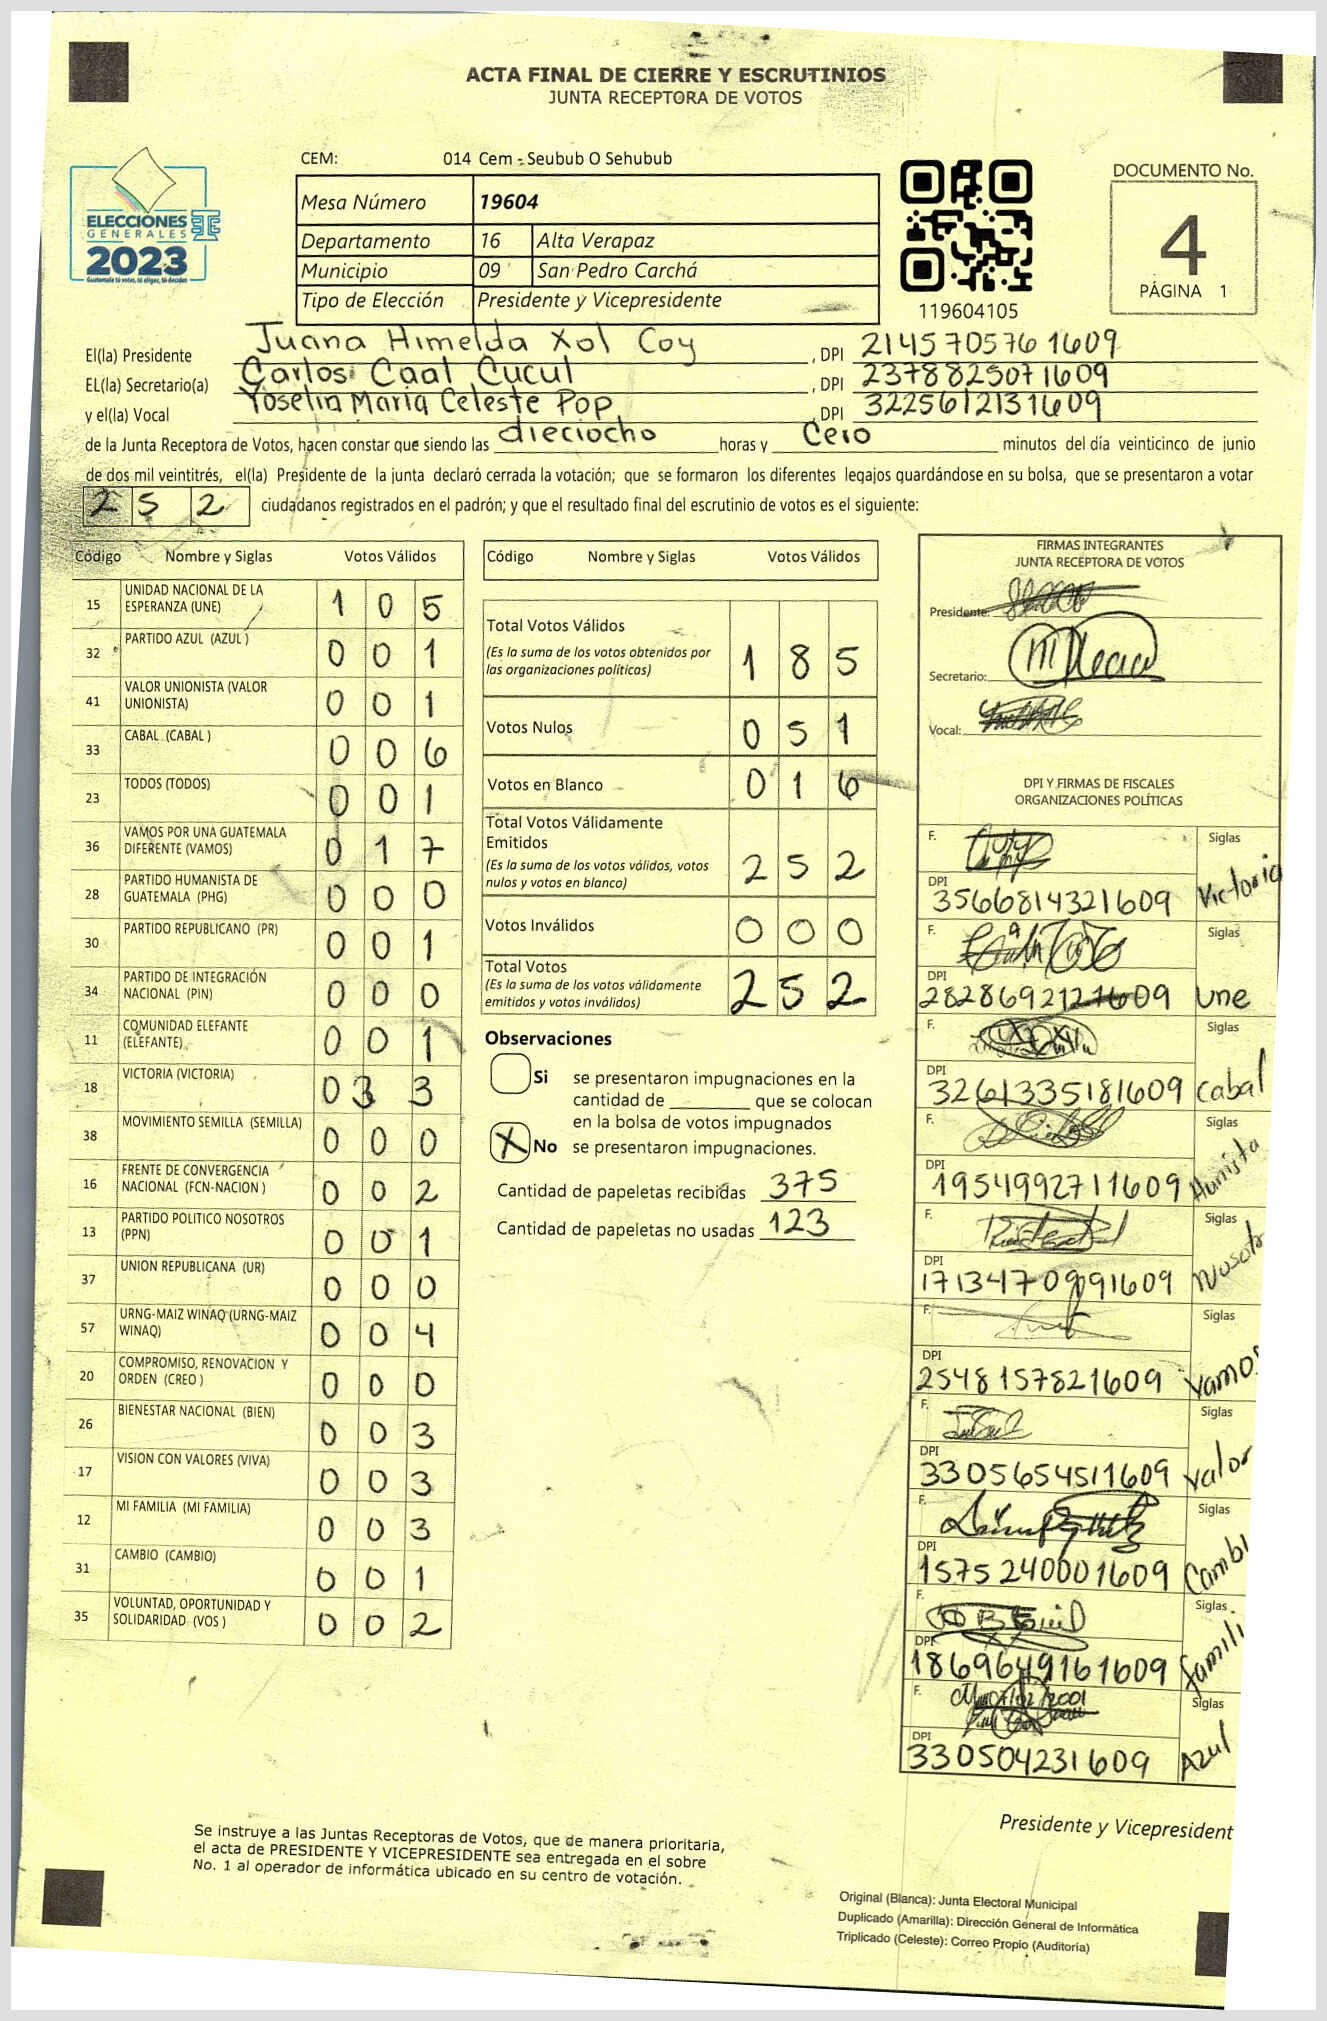 ACTA FINAL DE CIERRE Y ESCRUTINIOS
JUNTA RECEPTORA DE VOTOS
CEM: 014 Cem - Seubub O Sehubub
DOCUMENTO No.
4
PÁGINA 1
ELECCIONES
GENERALES
2023
Guatemala tú votas, tú eliges, tú decides
Mesa Número 19604
Departamento 16 Alta Verapaz
Municipio 09 San Pedro Carchá
Tipo de Elección Presidente y Vicepresidente
119604105
El(la) Presidente Juana Himelda Xol Coy , DPI 2145705761609
EL(la) Secretario(a) Carlos Caal Cucul , DPI 2378825071609
y el(la) Vocal Yoselin Maria Celeste Pop , DPI 3225612131609
de la Junta Receptora de Votos, hacen constar que siendo las dieciocho horas y Cero minutos del día veinticinco de junio
de dos mil veintitrés, el(la) Presidente de la junta declaró cerrada la votación; que se formaron los diferentes legajos guardándose en su bolsa, que se presentaron a votar
2 5 2 ciudadanos registrados en el padrón; y que el resultado final del escrutinio de votos es el siguiente:
Código Nombre y Siglas Votos Válidos
15 UNIDAD NACIONAL DE LA
ESPERANZA (UNE) 1 0 5
32 PARTIDO AZUL (AZUL ) 0 0 1
41 VALOR UNIONISTA (VALOR
UNIONISTA) 0 0 1
33 CABAL (CABAL ) 0 0 6
23 TODOS (TODOS) 0 0 1
36 VAMOS POR UNA GUATEMALA
DIFERENTE (VAMOS) 0 1 7
28 PARTIDO HUMANISTA DE
GUATEMALA (PHG) 0 0 0
30 PARTIDO REPUBLICANO (PR) 0 0 1
34 PARTIDO DE INTEGRACIÓN
NACIONAL (PIN) 0 0 0
11 COMUNIDAD ELEFANTE
(ELEFANTE) 0 0 1
18 VICTORIA (VICTORIA) 0 3 3
38 MOVIMIENTO SEMILLA (SEMILLA) 0 0 0
16 FRENTE DE CONVERGENCIA
NACIONAL (FCN-NACION ) 0 0 2
13 PARTIDO POLITICO NOSOTROS
(PPN) 0 0 1
37 UNION REPUBLICANA (UR) 0 0 0
57 URNG-MAIZ WINAQ (URNG-MAIZ
WINAQ) 0 0 4
20 COMPROMISO, RENOVACION Y
ORDEN (CREO ) 0 0 0
26 BIENESTAR NACIONAL (BIEN) 0 0 3
17 VISION CON VALORES (VIVA) 0 0 3
12 MI FAMILIA (MI FAMILIA) 0 0 3
31 CAMBIO (CAMBIO) 0 0 1
35 VOLUNTAD, OPORTUNIDAD Y
SOLIDARIDAD (VOS ) 0 0 2
Código Nombre y Siglas Votos Válidos
Total Votos Válidos
(Es la suma de los votos obtenidos por
las organizaciones políticas) 1 8 5
Votos Nulos 0 5 1
Votos en Blanco 0 1 6
Total Votos Válidamente
Emitidos
(Es la suma de los votos válidos, votos
nulos y votos en blanco) 2 5 2
Votos Inválidos 0 0 0
Total Votos
(Es la suma de los votos válidamente
emitidos y votos inválidos) 2 5 2
Observaciones
Si se presentaron impugnaciones en la
cantidad de ________ que se colocan
en la bolsa de votos impugnados
X No se presentaron impugnaciones.
Cantidad de papeletas recibidas 375
Cantidad de papeletas no usadas 123
FIRMAS INTEGRANTES
JUNTA RECEPTORA DE VOTOS
Presidente:
Secretario:
Vocal:
DPI Y FIRMAS DE FISCALES
ORGANIZACIONES POLÍTICAS
F. Siglas
DPI
3566814321609 Victoria
F. Siglas
DPI
2828692121609 une
F. Siglas
DPI
3261335181609 Cabal
F. Siglas
DPI
1954992711609 Humista
F. Siglas
DPI
1713470991609 Nosotr
F. Siglas
DPI
2548157821609 Vamos
F. Siglas
DPI
3305654511609 Valor
F. Siglas
DPI
1575240001609 Cambi
F. Siglas
DPI
1869649161609 famili
F. Siglas
DPI
330504231609 Azul
Presidente y Vicepresident
Se instruye a las Juntas Receptoras de Votos, que de manera prioritaria,
el acta de PRESIDENTE Y VICEPRESIDENTE sea entregada en el sobre
No. 1 al operador de informática ubicado en su centro de votación.
Original (Blanca): Junta Electoral Municipal
Duplicado (Amarilla): Dirección General de Informática
Triplicado (Celeste): Correo Propio (Auditoría)